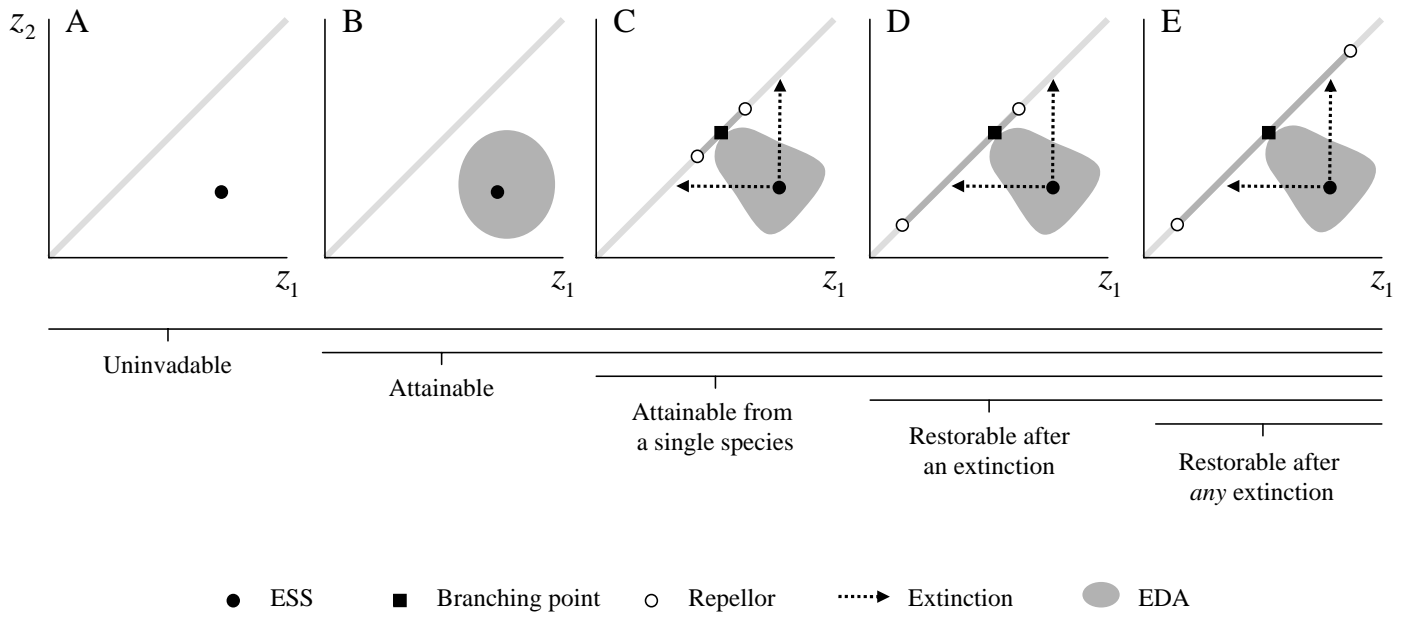 A B C D E
z2
z1 z1 z1 z1 z1
Uninvadable
Attainable
Attainable from
a single species
Restorable after
an extinction
Restorable after
any extinction
ESS Branching point Repellor Extinction EDA